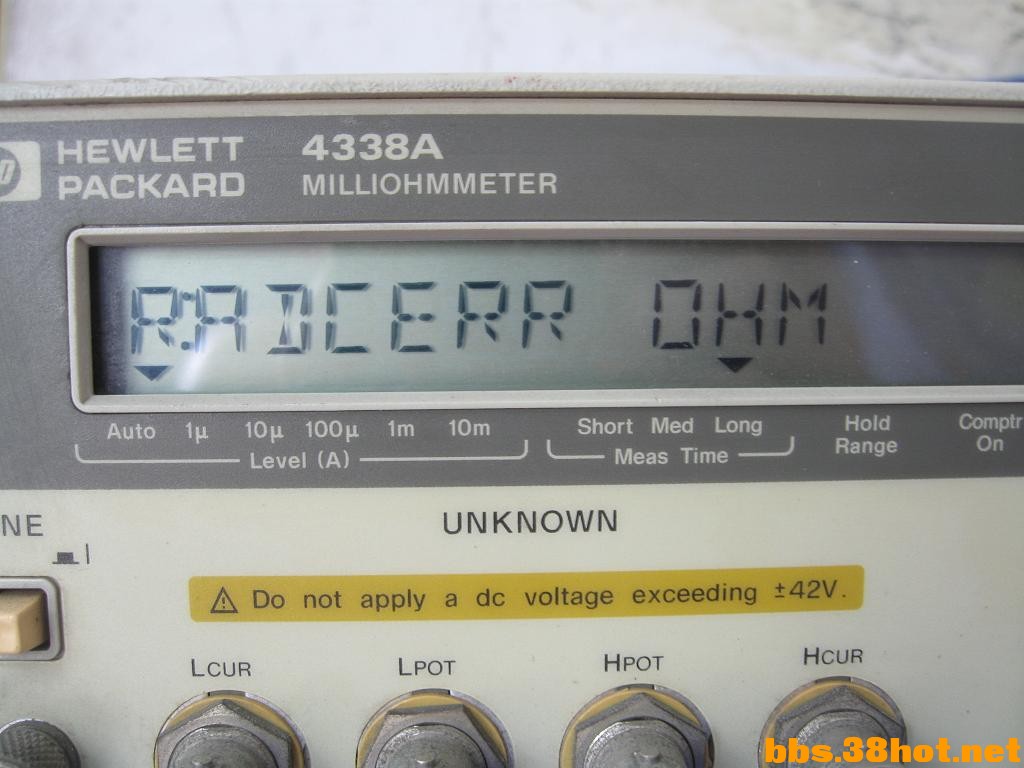 HEWLETT
PACKARD
4338A
MILLIOHMMETER
R:ADCERR OHM
Auto 1µ 10µ 100µ 1m 10m
Level (A)
Short Med Long
Meas Time
Hold
Range
Comptr
On
NE
UNKNOWN
⚠ Do not apply a dc voltage exceeding ±42V.
LCUR
LPOT
HPOT
HCUR
bbs.38hot.net